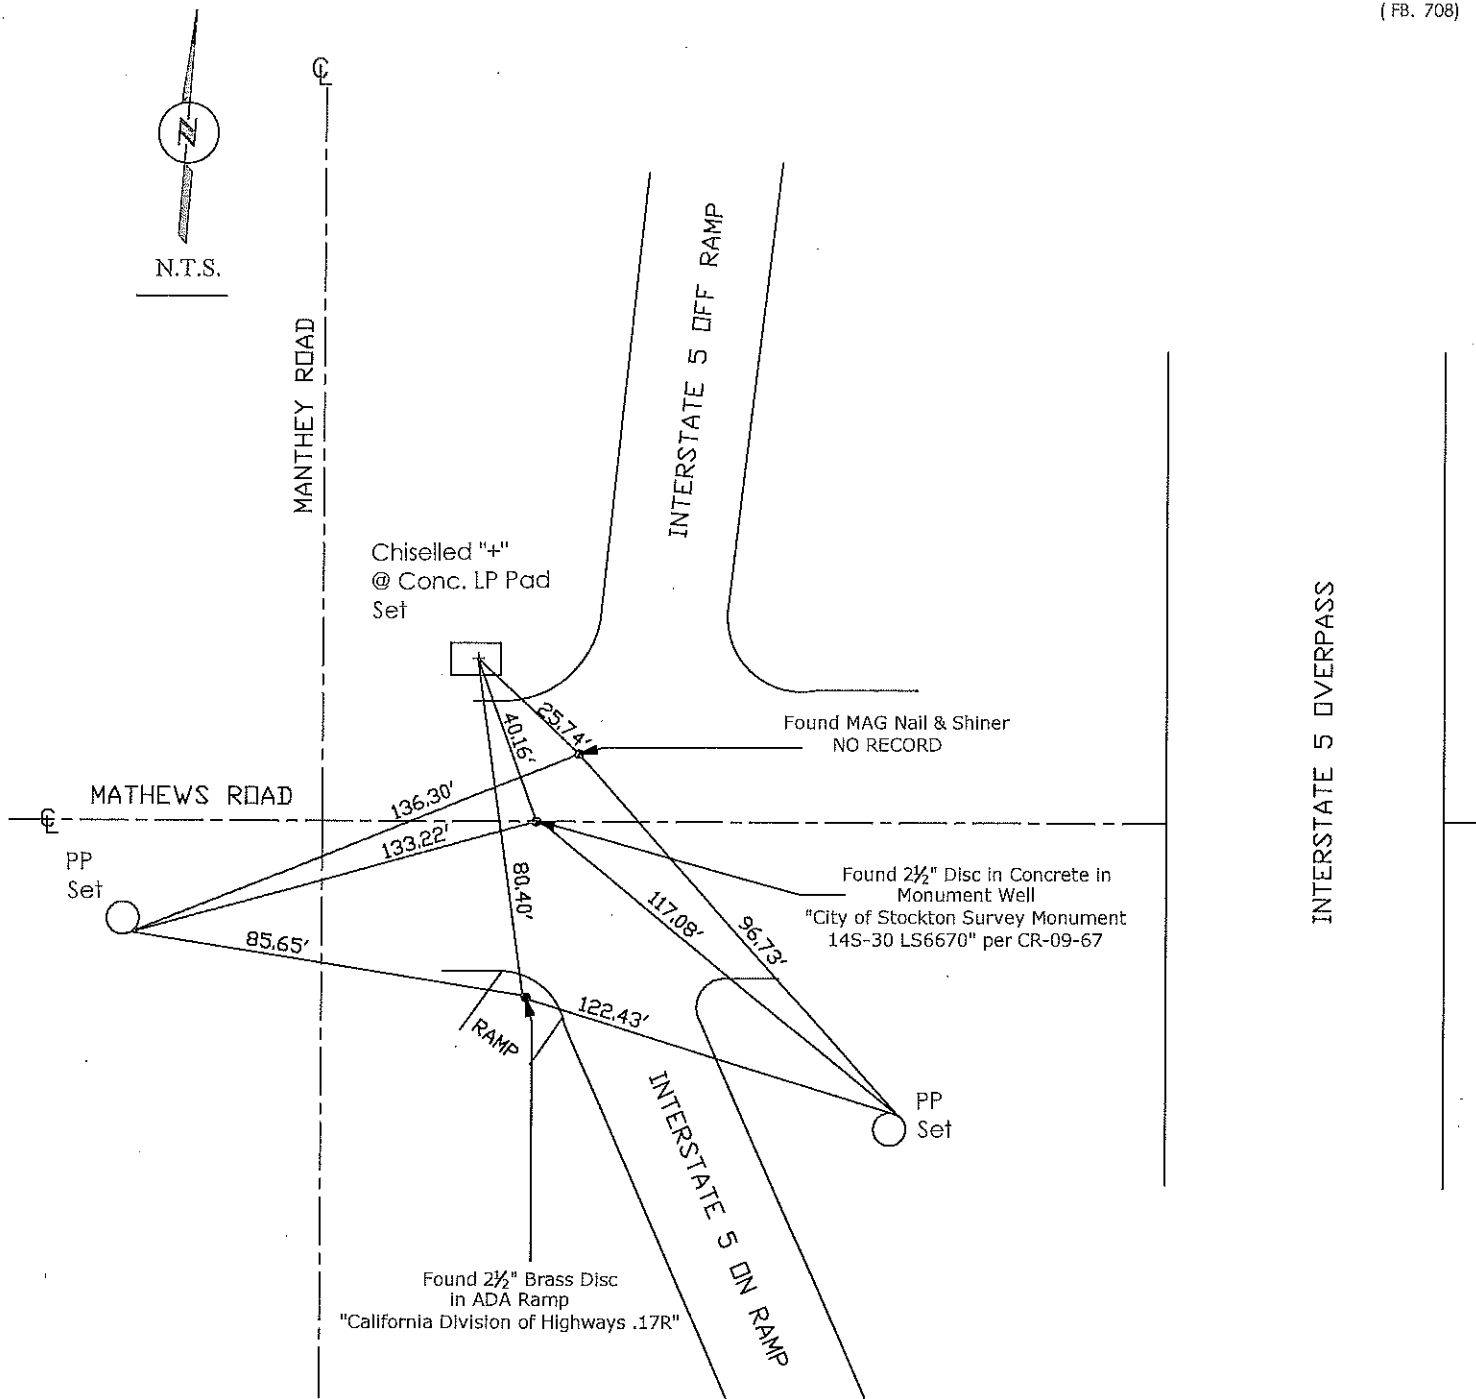 ( FB. 708)
℄
N
N.T.S.
MANTHEY ROAD
INTERSTATE 5 OFF RAMP
Chiselled "+"
@ Conc. LP Pad
Set
INTERSTATE 5 OVERPASS
25.74'
40.16'
Found MAG Nail & Shiner
NO RECORD
MATHEWS ROAD
136.30'
℄
133.22'
PP
Set
80.40'
Found 2½" Disc in Concrete in
Monument Well
"City of Stockton Survey Monument
14S-30 LS6670" per CR-09-67
117.08'
96.73'
85.65'
122.43'
RAMP
PP
Set
INTERSTATE 5 ON RAMP
Found 2½" Brass Disc
in ADA Ramp
"California Division of Highways .17R"